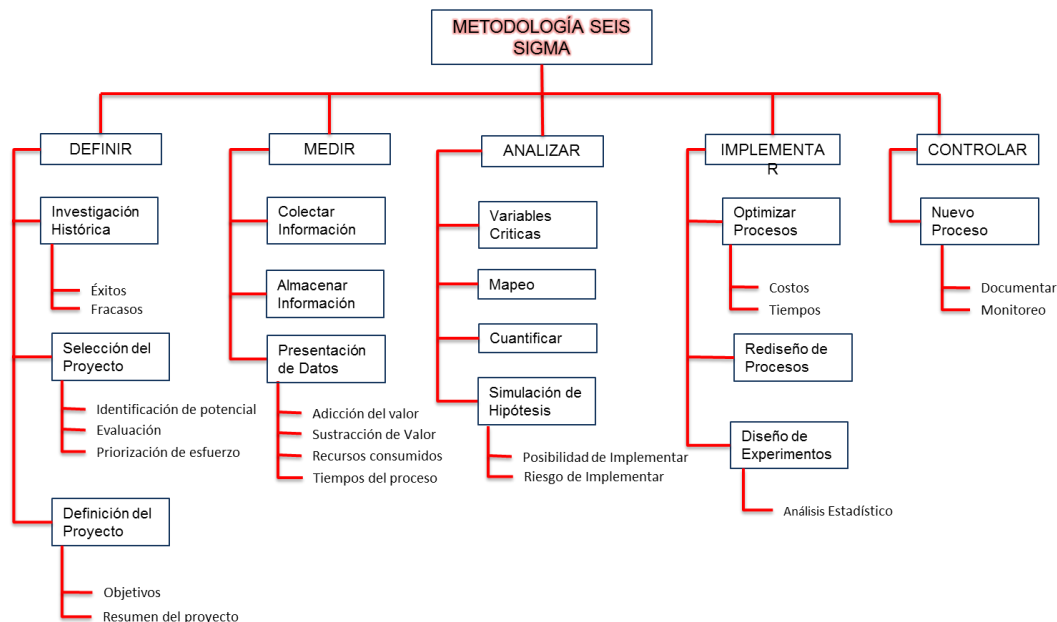 METODOLOGÍA SEIS
SIGMA
DEFINIR
Investigación
Histórica
Éxitos
Fracasos
Selección del
Proyecto
Identificación de potencial
Evaluación
Priorización de esfuerzo
Definición del
Proyecto
Objetivos
Resumen del proyecto
MEDIR
Colectar
Información
Almacenar
Información
Presentación
de Datos
Adicción del valor
Sustracción de Valor
Recursos consumidos
Tiempos del proceso
ANALIZAR
Variables
Criticas
Mapeo
Cuantificar
Simulación de
Hipótesis
Posibilidad de Implementar
Riesgo de Implementar
IMPLEMENTA
R
Optimizar
Procesos
Costos
Tiempos
Rediseño de
Procesos
Diseño de
Experimentos
Análisis Estadístico
CONTROLAR
Nuevo
Proceso
Documentar
Monitoreo